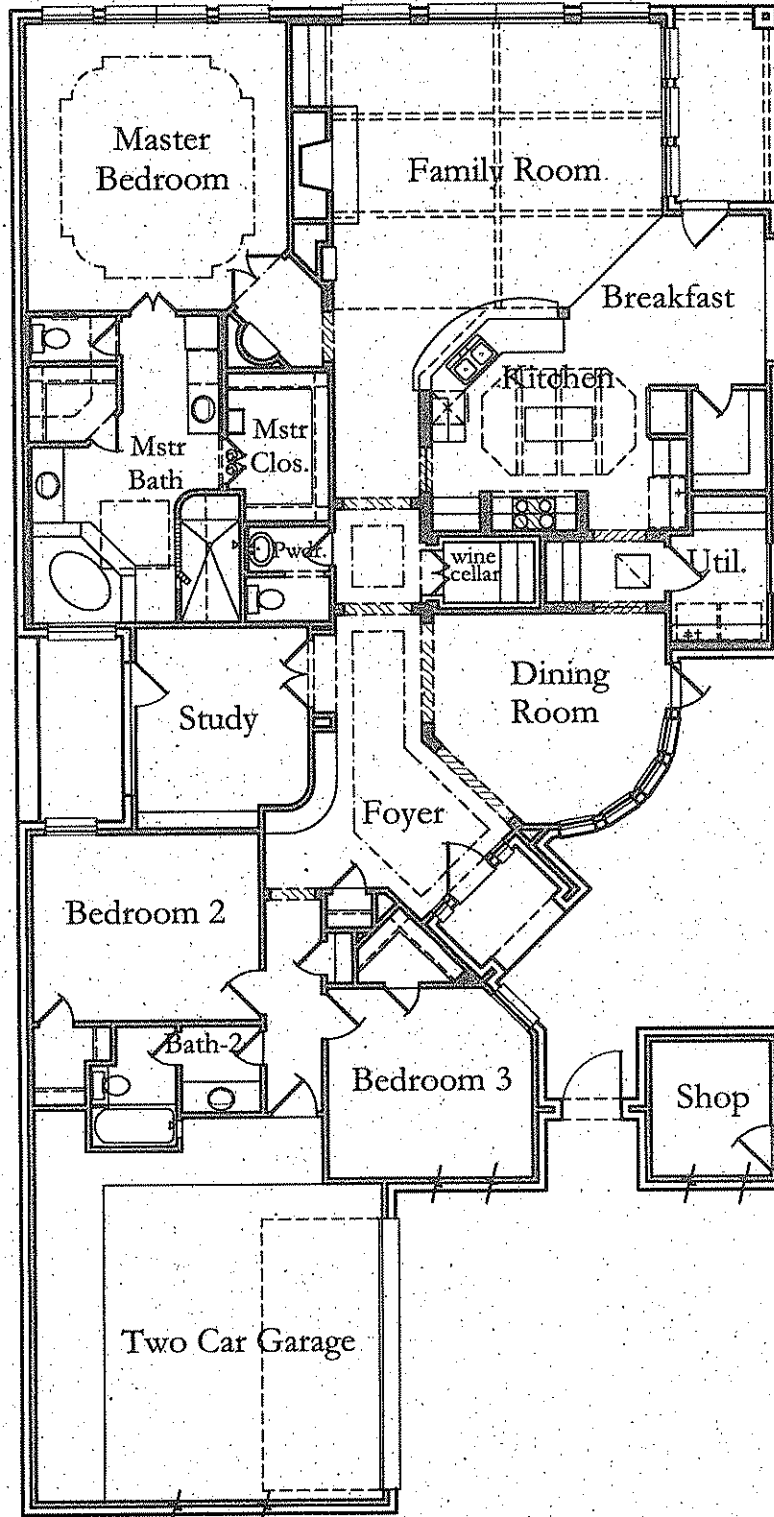 Master
Bedroom
Family Room
Breakfast
Kitchen
Mstr
Bath
Mstr
Clos.
Pwdr.
wine
cellar
Util.
Study
Dining
Room
Foyer
Bedroom 2
Bath-2
Bedroom 3
Shop
Two Car Garage